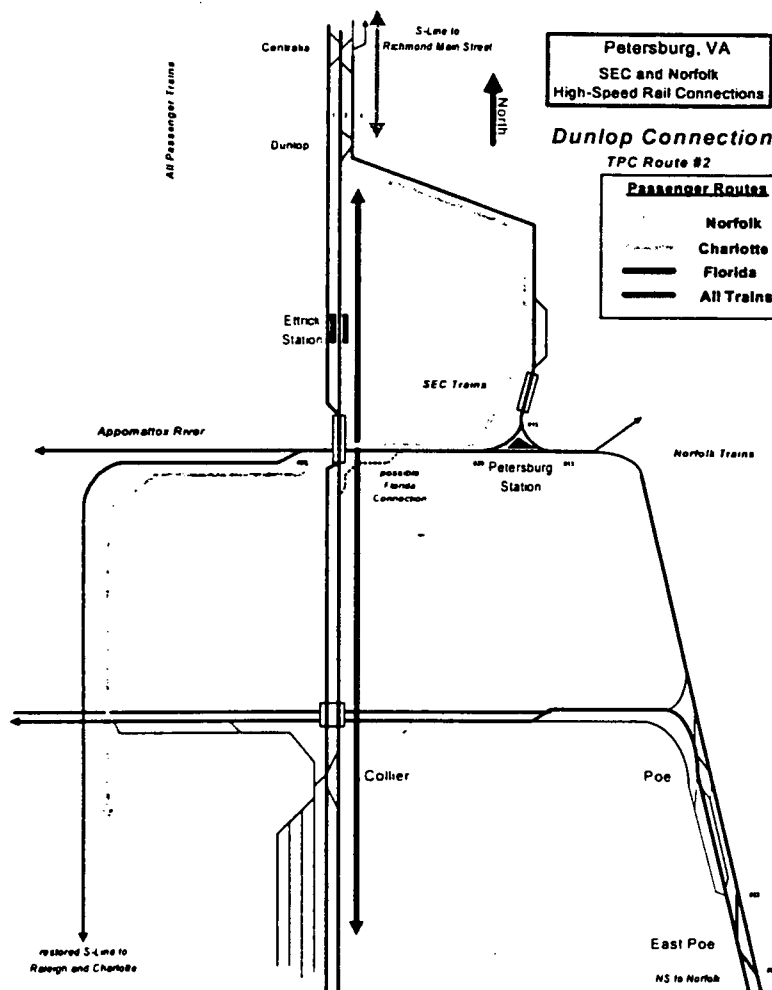 Centralia
S-Line to
Richmond Main Street
Petersburg, VA
SEC and Norfolk
High-Speed Rail Connections
North
All Passenger Trains
Dunlop
Dunlop Connection
TPC Route #2
Passenger Routes
Norfolk
Charlotte
Florida
All Trains
Ettrick
Station
SEC Trains
Appomattox River
possible
Florida
Connection
Petersburg
Station
Norfolk Trains
Collier
Poe
East Poe
restored S-Line to
Raleigh and Charlotte
NS to Norfolk